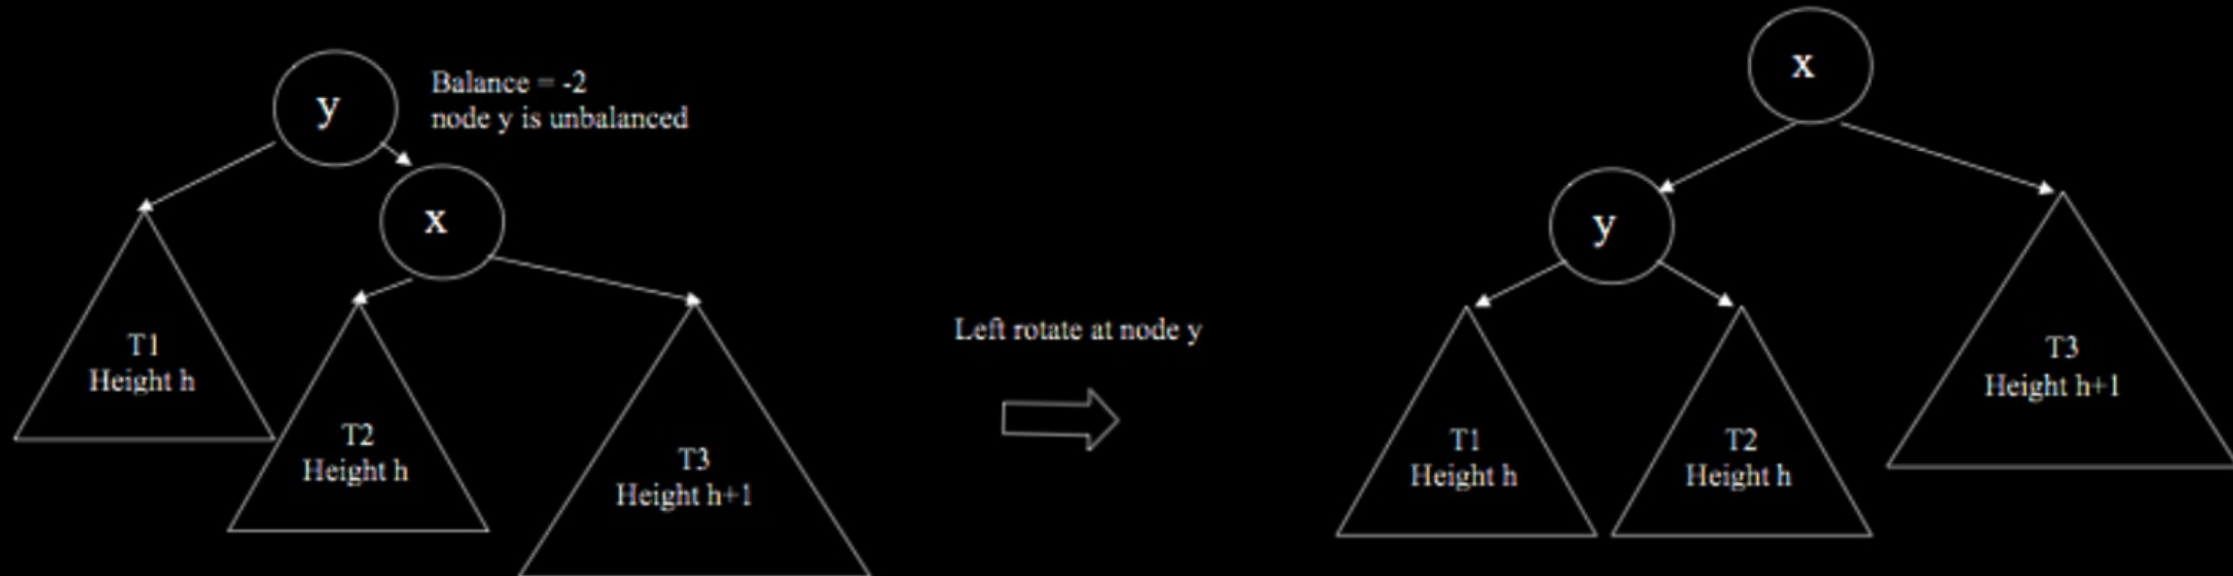 y
Balance = -2
node y is unbalanced
x
T1
Height h
T2
Height h
T3
Height h+1
Left rotate at node y
x
y
T1
Height h
T2
Height h
T3
Height h+1